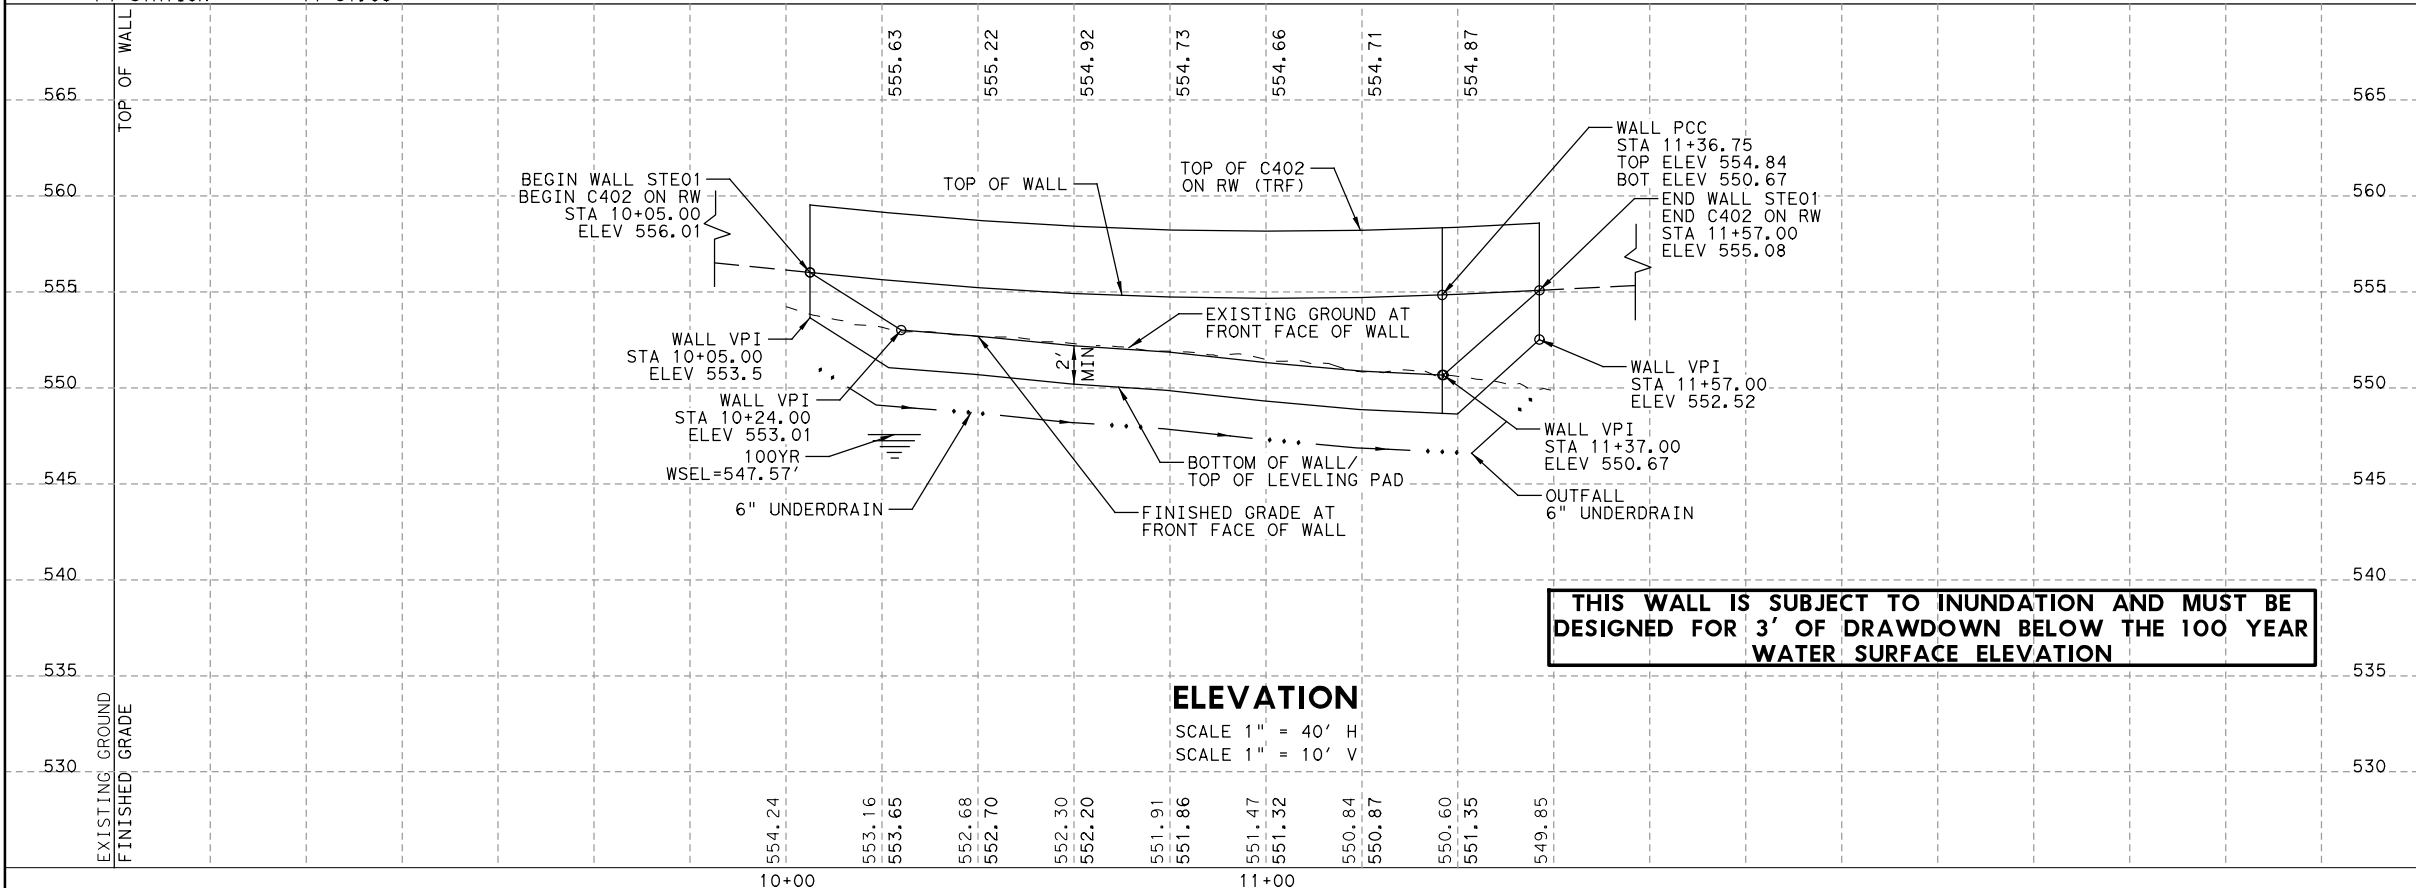 TOP OF WALL
555.63
555.22
554.92
554.73
554.66
554.71
554.87
565
565
560
560
555
555
550
550
545
545
540
540
535
535
530
530
BEGIN WALL STE01
BEGIN C402 ON RW
STA 10+05.00
ELEV 556.01
TOP OF WALL
TOP OF C402
ON RW (TRF)
WALL PCC
STA 11+36.75
TOP ELEV 554.84
BOT ELEV 550.67
END WALL STE01
END C402 ON RW
STA 11+57.00
ELEV 555.08
EXISTING GROUND AT
FRONT FACE OF WALL
2'
MIN
WALL VPI
STA 10+05.00
ELEV 553.5
WALL VPI
STA 10+24.00
ELEV 553.01
100YR
WSEL=547.57'
6" UNDERDRAIN
BOTTOM OF WALL/
TOP OF LEVELING PAD
FINISHED GRADE AT
FRONT FACE OF WALL
WALL VPI
STA 11+57.00
ELEV 552.52
WALL VPI
STA 11+37.00
ELEV 550.67
OUTFALL
6" UNDERDRAIN
THIS WALL IS SUBJECT TO INUNDATION AND MUST BE
DESIGNED FOR 3' OF DRAWDOWN BELOW THE 100 YEAR
WATER SURFACE ELEVATION
ELEVATION
SCALE 1" = 40' H
SCALE 1" = 10' V
EXISTING GROUND
FINISHED GRADE
554.24
553.16
553.65
552.68
552.70
552.30
552.20
551.91
551.86
551.47
551.32
550.84
550.87
550.60
551.35
549.85
10+00
11+00